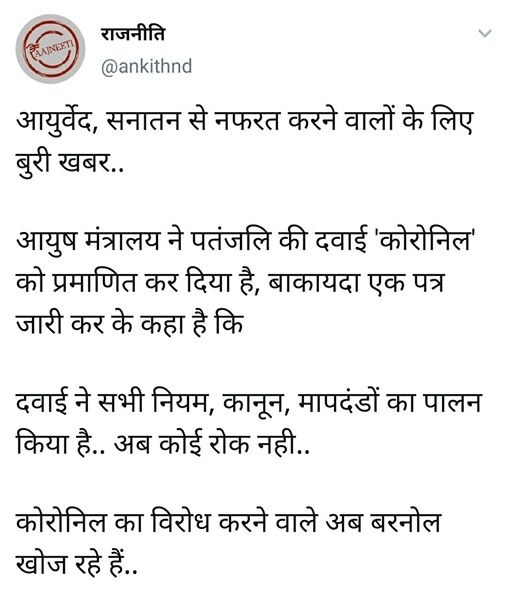 RAAJNEETI
राजनीति
@ankithnd
आयुर्वेद, सनातन से नफरत करने वालों के लिए
बुरी खबर..
आयुष मंत्रालय ने पतंजलि की दवाई 'कोरोनिल'
को प्रमाणित कर दिया है, बाकायदा एक पत्र
जारी कर के कहा है कि
दवाई ने सभी नियम, कानून, मापदंडों का पालन
किया है.. अब कोई रोक नही..
कोरोनिल का विरोध करने वाले अब बरनोल
खोज रहे हैं..